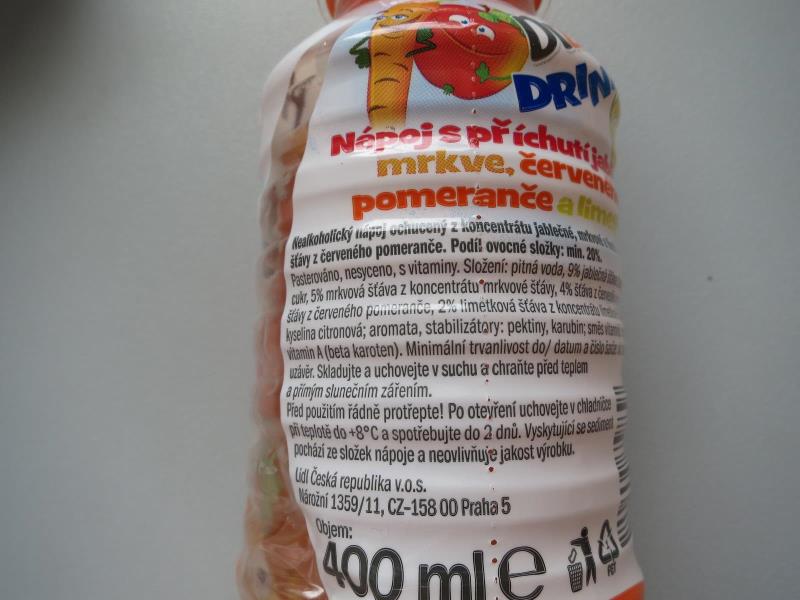 DRIN
Nápoj s příchutí
mrkve, červeného
pomeranče a lime
Nealkoholický nápoj ochucený z koncentrátu jablečné, mrkvové
šťávy z červeného pomeranče. Podíl ovocné složky: min. 20%.
Pasterováno, nesyceno, s vitaminy. Složení: pitná voda, 9% jablečná
cukr, 5% mrkvová šťáva z koncentrátu mrkvové šťávy, 4% šťáva z
šťávy z červeného pomeranče, 2% limetková šťáva z koncentrátu
kyselina citronová; aromata, stabilizátory: pektiny, karubin; směs
vitamin A (beta karoten). Minimální trvanlivost do/ datum a číslo šarže
uzávěr. Skladujte a uchovejte v suchu a chraňte před teplem
a přímým slunečním zářením.
Před použitím řádně protřepte! Po otevření uchovejte v chladničce
při teplotě do +8°C a spotřebujte do 2 dnů. Vyskytující se sediment
pochází ze složek nápoje a neovlivňuje jakost výrobku.
Lidl Česká republika v.o.s.
Nárožní 1359/11, CZ-158 00 Praha 5
Objem:
400 ml e
PET